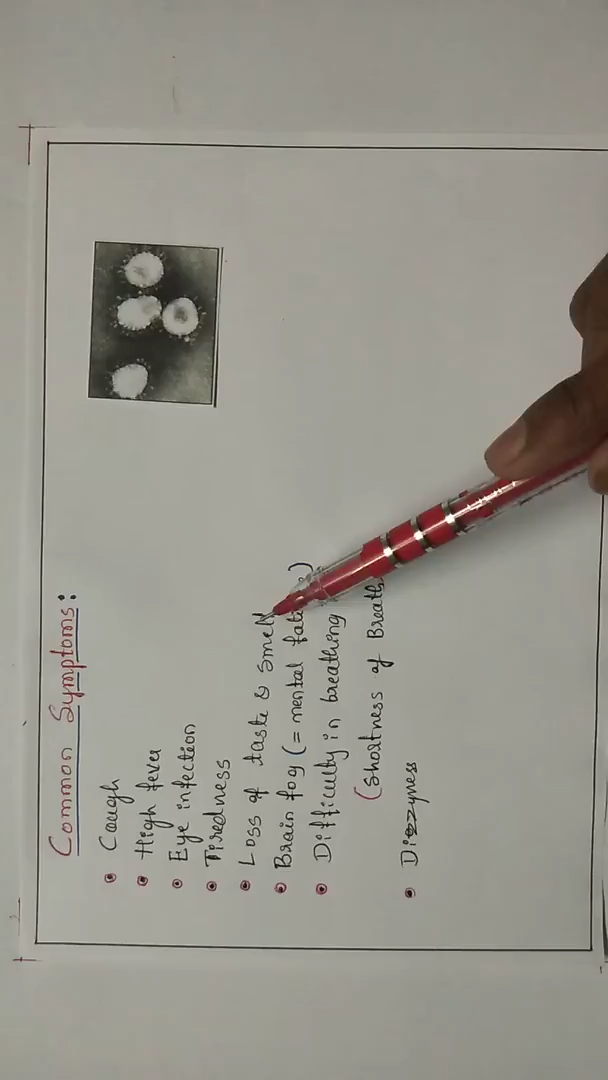 Common Symptoms:
• Cough
• High fever
• Eye infection
• Tiredness
• Loss of taste & smell
• Brain fog (= mental
• Difficulty in breathing
(Shortness of Breath
• Dizzyness